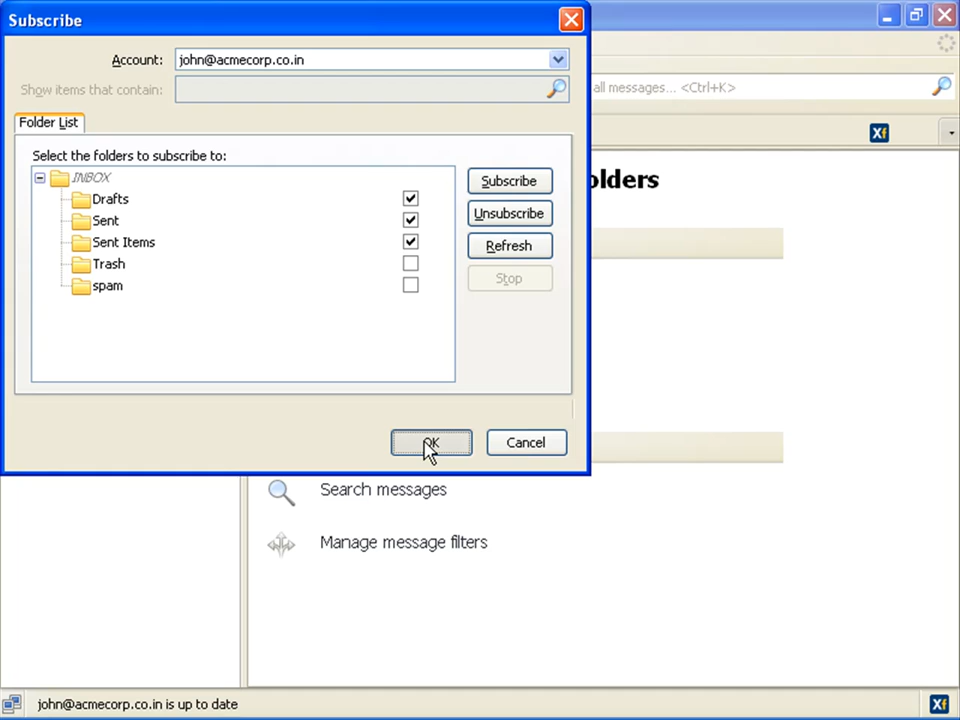 Subscribe
Account: john@acmecorp.co.in
Show items that contain:
all messages... <Ctrl+K>
Folder List
Xf
Select the folders to subscribe to:
INBOX
Drafts
Sent
Sent Items
Trash
spam
Subscribe
Unsubscribe
Refresh
Stop
olders
OK
Cancel
Search messages
Manage message filters
john@acmecorp.co.in is up to date
Xf